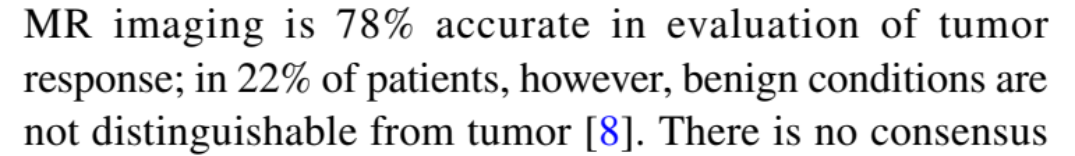 MR imaging is 78% accurate in evaluation of tumor
response; in 22% of patients, however, benign conditions are
not distinguishable from tumor [8]. There is no consensus